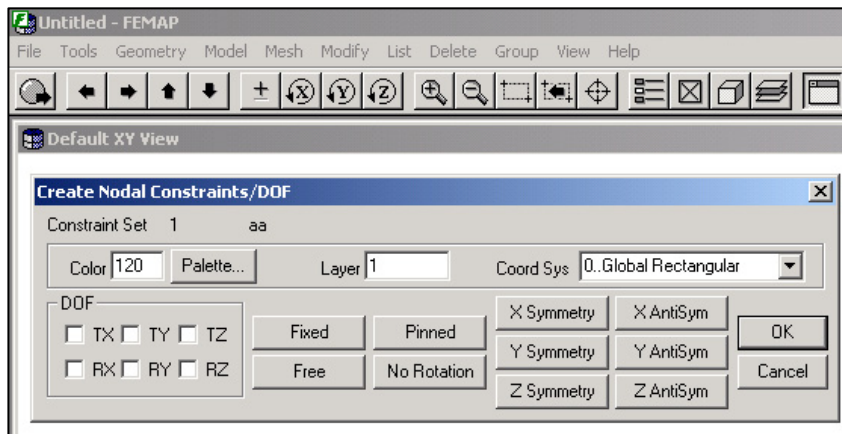 Untitled - FEMAP
File Tools Geometry Model Mesh Modify List Delete Group View Help
± X Y Z
Default XY View
Create Nodal Constraints/DOF
Constraint Set 1 aa
Color 120 Palette... Layer 1 Coord Sys 0..Global Rectangular
DOF
TX TY TZ
RX RY RZ
Fixed Pinned
Free No Rotation
X Symmetry X AntiSym
Y Symmetry Y AntiSym
Z Symmetry Z AntiSym
OK
Cancel